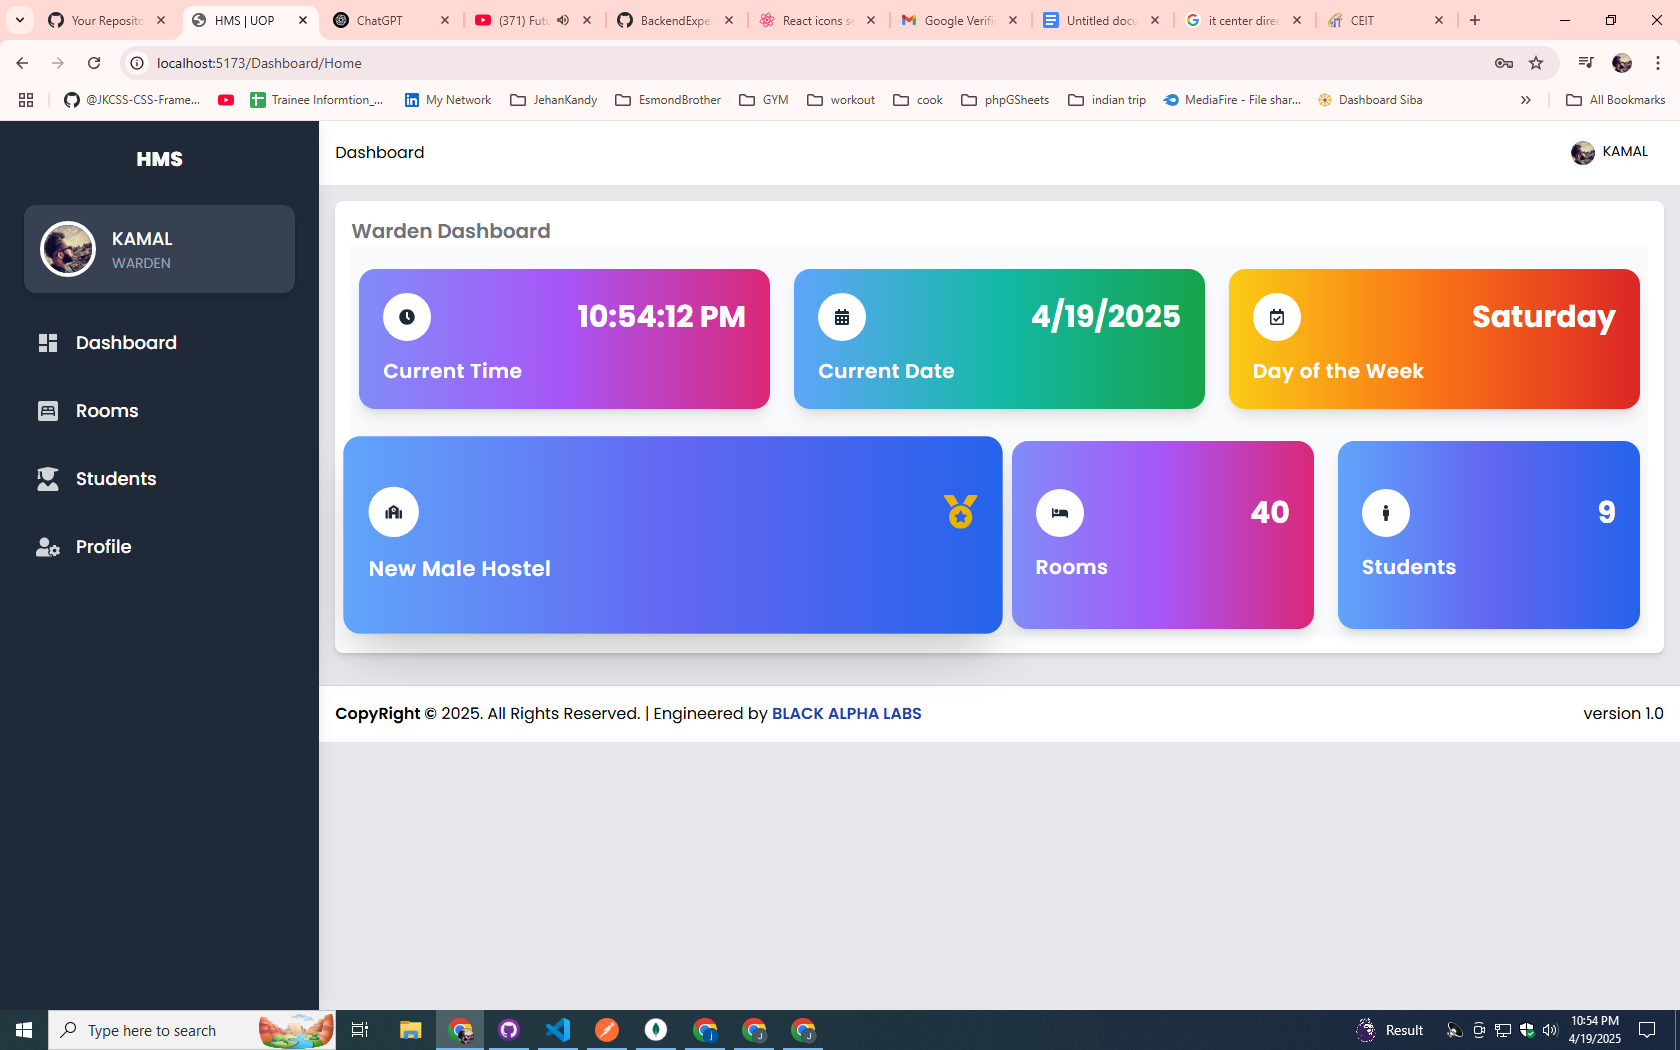 Your Reposito
HMS | UOP
ChatGPT
(371) Futu
BackendExpe
React icons se
Google Verific
Untitled docu
it center direc
CEIT
localhost:5173/Dashboard/Home
@JKCSS-CSS-Frame...
Trainee Informtion_...
My Network
JehanKandy
EsmondBrother
GYM
workout
cook
phpGSheets
indian trip
MediaFire - File shar...
Dashboard Siba
All Bookmarks
HMS
KAMAL
WARDEN
Dashboard
Rooms
Students
Profile
Dashboard
KAMAL
Warden Dashboard
10:54:12 PM
Current Time
4/19/2025
Current Date
Saturday
Day of the Week
New Male Hostel
40
Rooms
9
Students
CopyRight © 2025. All Rights Reserved. | Engineered by BLACK ALPHA LABS
version 1.0
Type here to search
Result
10:54 PM
4/19/2025